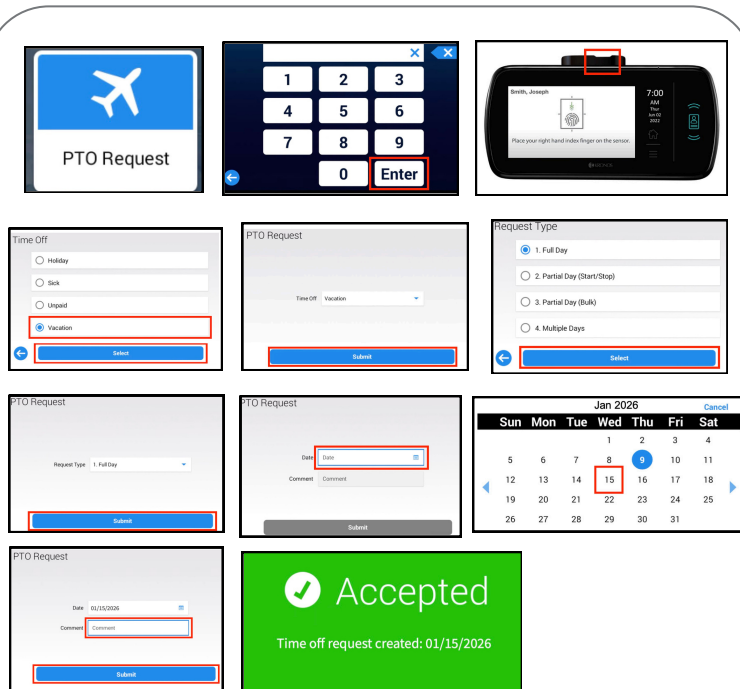 PTO Request
1 2 3
4 5 6
7 8 9
0 Enter
Smith, Joseph
7:00
AM
Thur
Jun 02
2022
Place your right hand index finger on the sensor.
Time Off
Holiday
Sick
Unpaid
Vacation
Select
PTO Request
Time Off Vacation
Submit
Request Type
1. Full Day
2. Partial Day (Start/Stop)
3. Partial Day (Bulk)
4. Multiple Days
Select
PTO Request
Request Type 1. Full Day
Submit
PTO Request
Date Date
Comment Comment
Submit
Jan 2026 Cancel
Sun Mon Tue Wed Thu Fri Sat
1 2 3 4
5 6 7 8 9 10 11
12 13 14 15 16 17 18
19 20 21 22 23 24 25
26 27 28 29 30 31
PTO Request
Date 01/15/2026
Comment Comment
Submit
Accepted
Time off request created: 01/15/2026